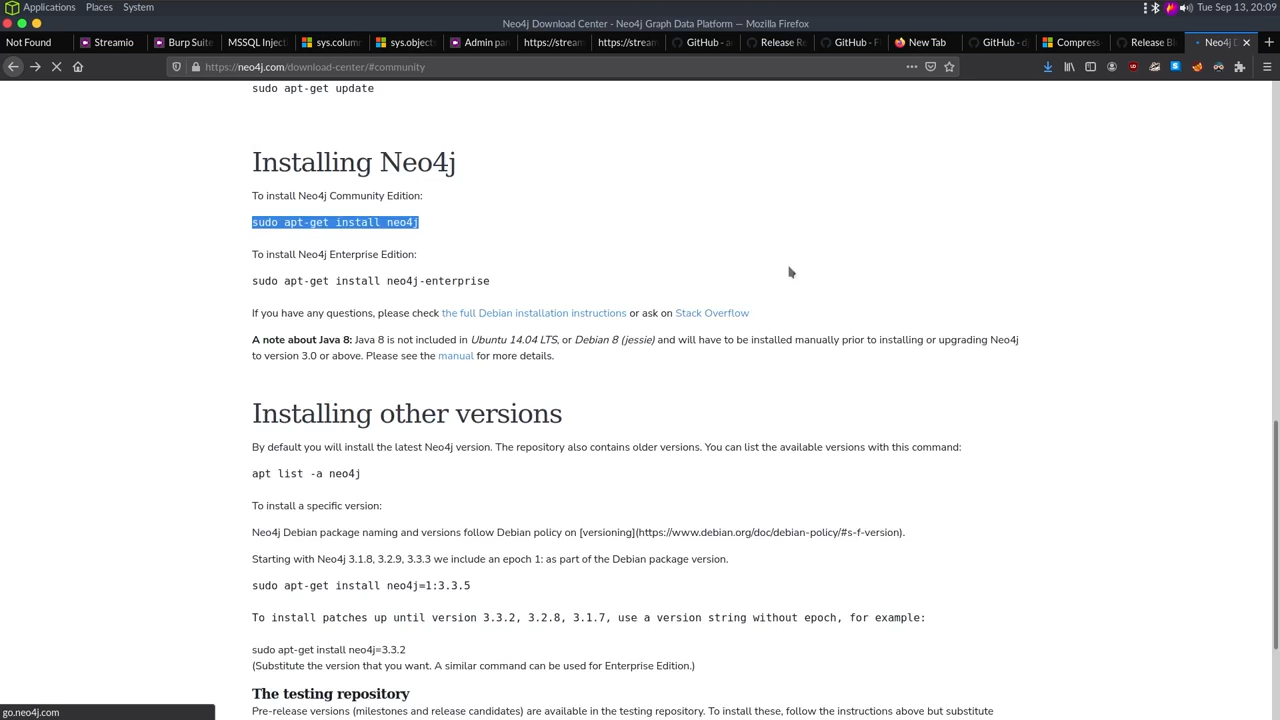 Applications Places System Tue Sep 13, 20:09
Neo4j Download Center - Neo4j Graph Data Platform — Mozilla Firefox
Not Found Streamio Burp Suite MSSQL Inject sys.column sys.objects Admin pan https://stream https://stream GitHub - Release Re GitHub - New Tab GitHub - Compress Release Bl Neo4j D
https://neo4j.com/download-center/#community
sudo apt-get update
Installing Neo4j
To install Neo4j Community Edition:
sudo apt-get install neo4j
To install Neo4j Enterprise Edition:
sudo apt-get install neo4j-enterprise
If you have any questions, please check the full Debian installation instructions or ask on Stack Overflow
A note about Java 8: Java 8 is not included in Ubuntu 14.04 LTS, or Debian 8 (jessie) and will have to be installed manually prior to installing or upgrading Neo4j
to version 3.0 or above. Please see the manual for more details.
Installing other versions
By default you will install the latest Neo4j version. The repository also contains older versions. You can list the available versions with this command:
apt list -a neo4j
To install a specific version:
Neo4j Debian package naming and versions follow Debian policy on [versioning](https://www.debian.org/doc/debian-policy/#s-f-version).
Starting with Neo4j 3.1.8, 3.2.9, 3.3.3 we include an epoch 1: as part of the Debian package version.
sudo apt-get install neo4j=1:3.3.5
To install patches up until version 3.3.2, 3.2.8, 3.1.7, use a version string without epoch, for example:
sudo apt-get install neo4j=3.3.2
(Substitute the version that you want. A similar command can be used for Enterprise Edition.)
The testing repository
Pre-release versions (milestones and release candidates) are available in the testing repository. To install these, follow the instructions above but substitute
go.neo4j.com